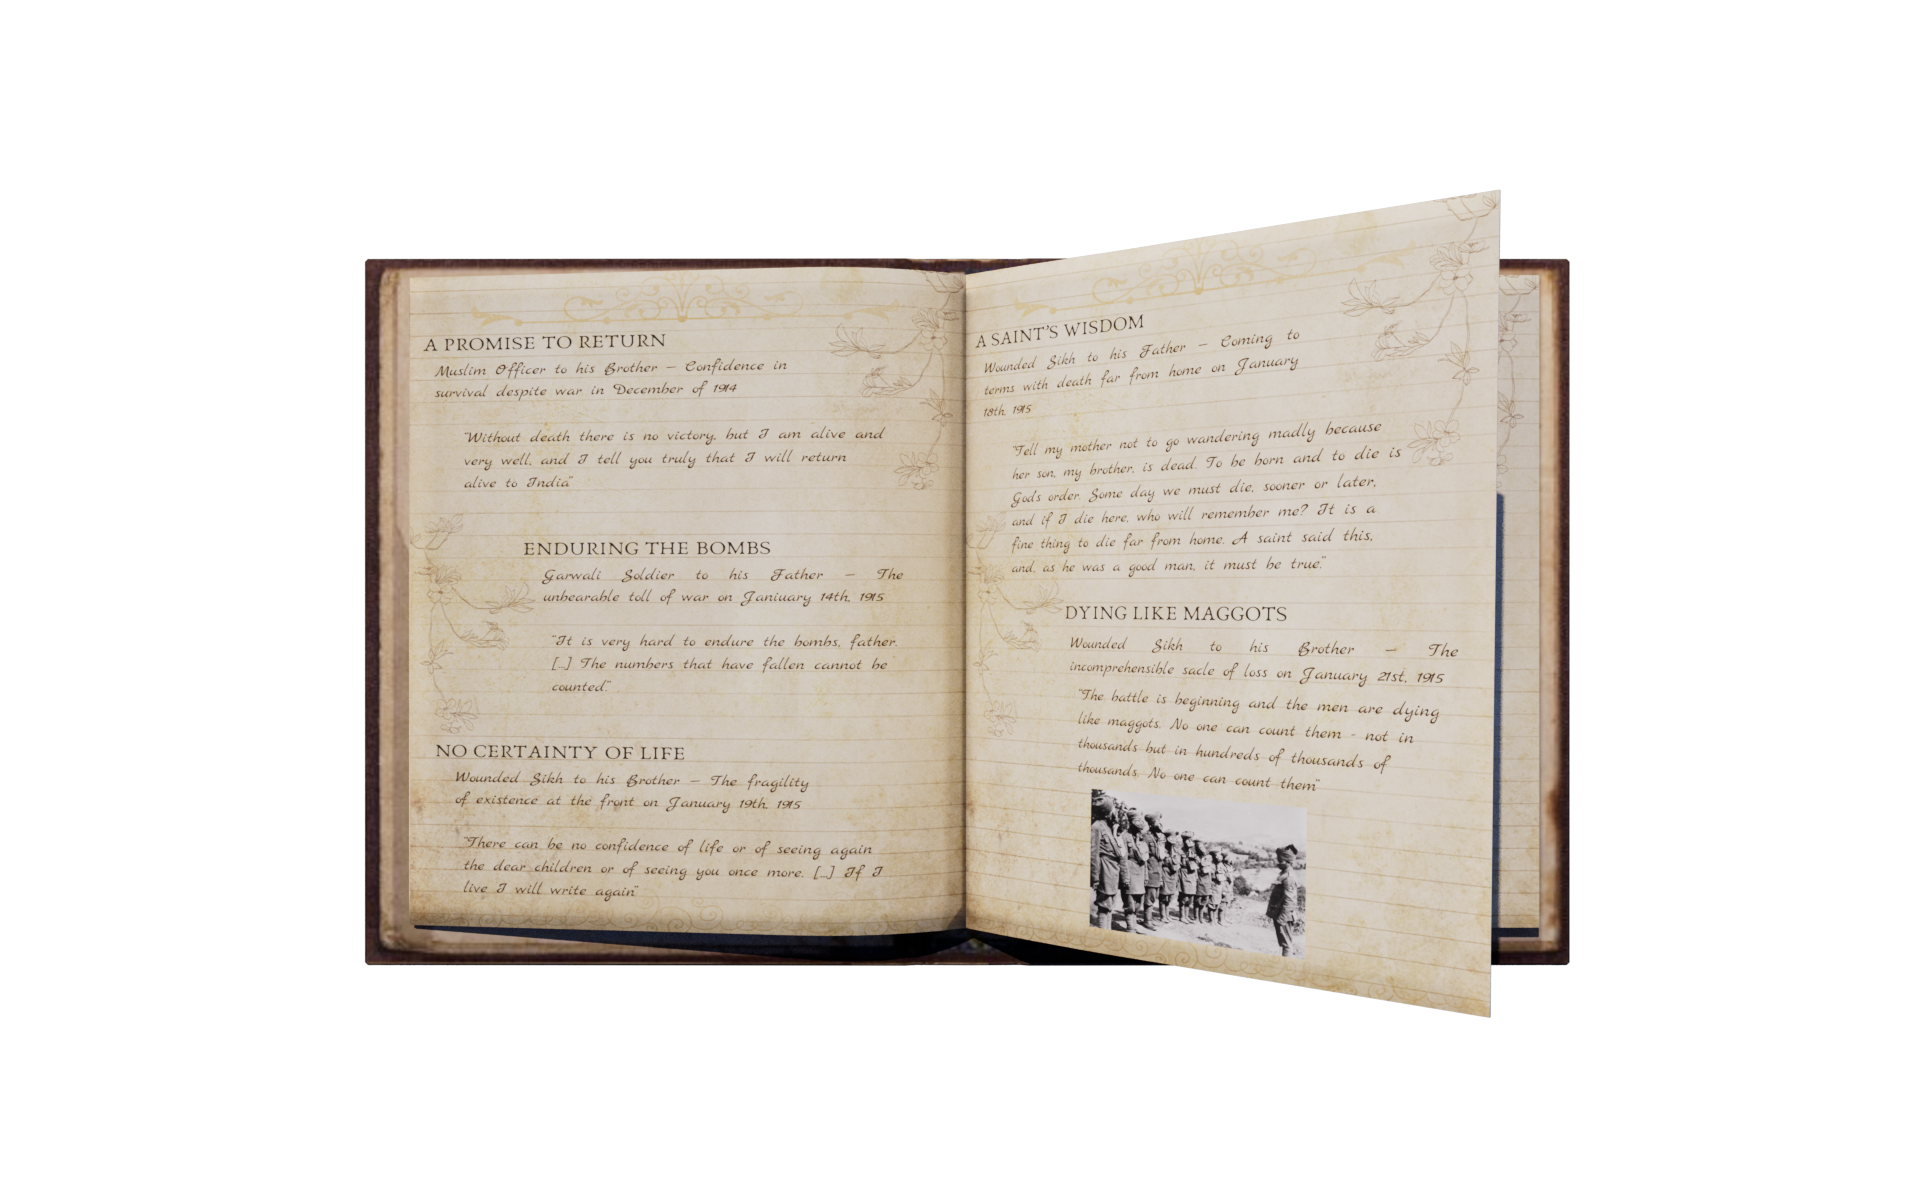 A PROMISE TO RETURN
Muslim Officer to his Brother – Confidence in
survival despite war in December of 1914
"Without death there is no victory, but I am alive and
very well, and I tell you truly that I will return
alive to India"
ENDURING THE BOMBS
Garwali Soldier to his Father – The
unbearable toll of war on Janiuary 14th, 1915
"It is very hard to endure the bombs, father.
[...] The numbers that have fallen cannot be
counted."
NO CERTAINTY OF LIFE
Wounded Sikh to his Brother – The fragility
of existence at the front on January 19th, 1915
"There can be no confidence of life or of seeing again
the dear children or of seeing you once more. [...] If I
live I will write again"
A SAINT'S WISDOM
Wounded Sikh to his Father – Coming to
terms with death far from home on January
18th, 1915
"Tell my mother not to go wandering madly because
her son, my brother, is dead. To be born and to die is
God's order. Some day we must die, sooner or later,
and if I die here, who will remember me? It is a
fine thing to die far from home. A saint said this,
and, as he was a good man, it must be true."
DYING LIKE MAGGOTS
Wounded Sikh to his Brother – The
incomprehensible sacle of loss on January 21st, 1915
"The battle is beginning and the men are dying
like maggots. No one can count them - not in
thousands but in hundreds of thousands of
thousands. No one can count them"